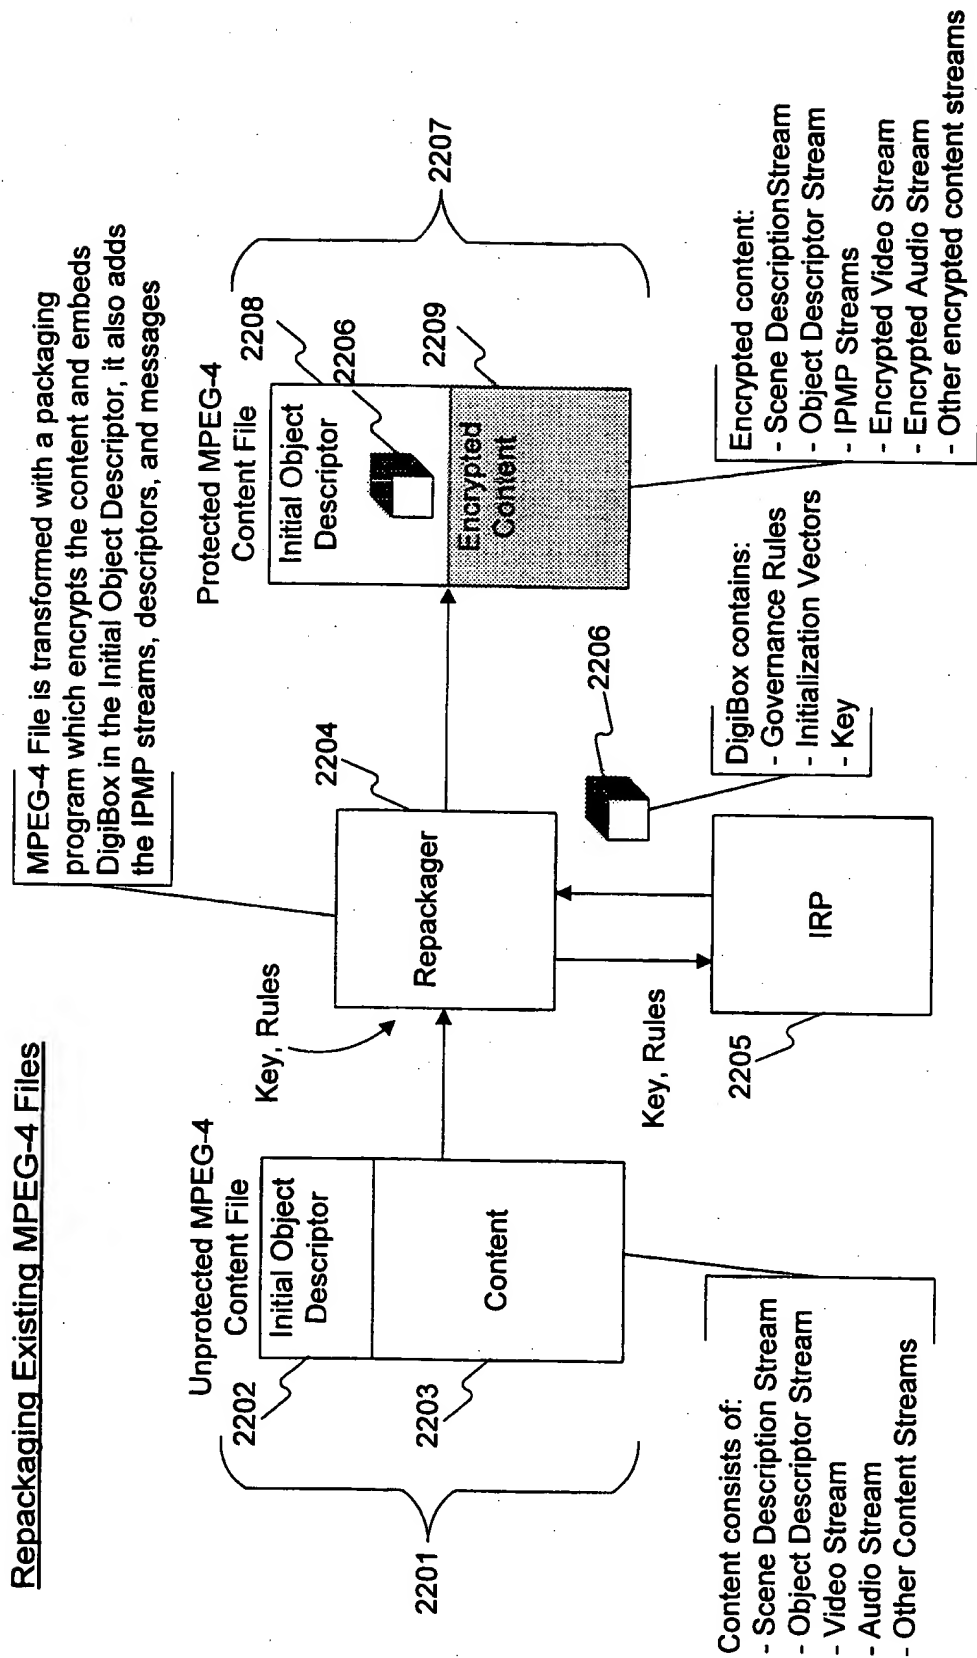 Repackaging Existing MPEG-4 Files
MPEG-4 File is transformed with a packaging
program which encrypts the content and embeds
DigiBox in the Initial Object Descriptor, it also adds
the IPMP streams, descriptors, and messages
Unprotected MPEG-4
Content File
Initial Object
Descriptor
Content
2202
2203
2201
Content consists of:
- Scene Description Stream
- Object Descriptor Stream
- Video Stream
- Audio Stream
- Other Content Streams
Key, Rules
Repackager
2204
Key, Rules
IRP
2205
2206
DigiBox contains:
- Governance Rules
- Initialization Vectors
- Key
Protected MPEG-4
Content File
Initial Object
Descriptor
Encrypted
Content
2208
2206
2209
2207
Encrypted content:
- Scene DescriptionStream
- Object Descriptor Stream
- IPMP Streams
- Encrypted Video Stream
- Encrypted Audio Stream
- Other encrypted content streams